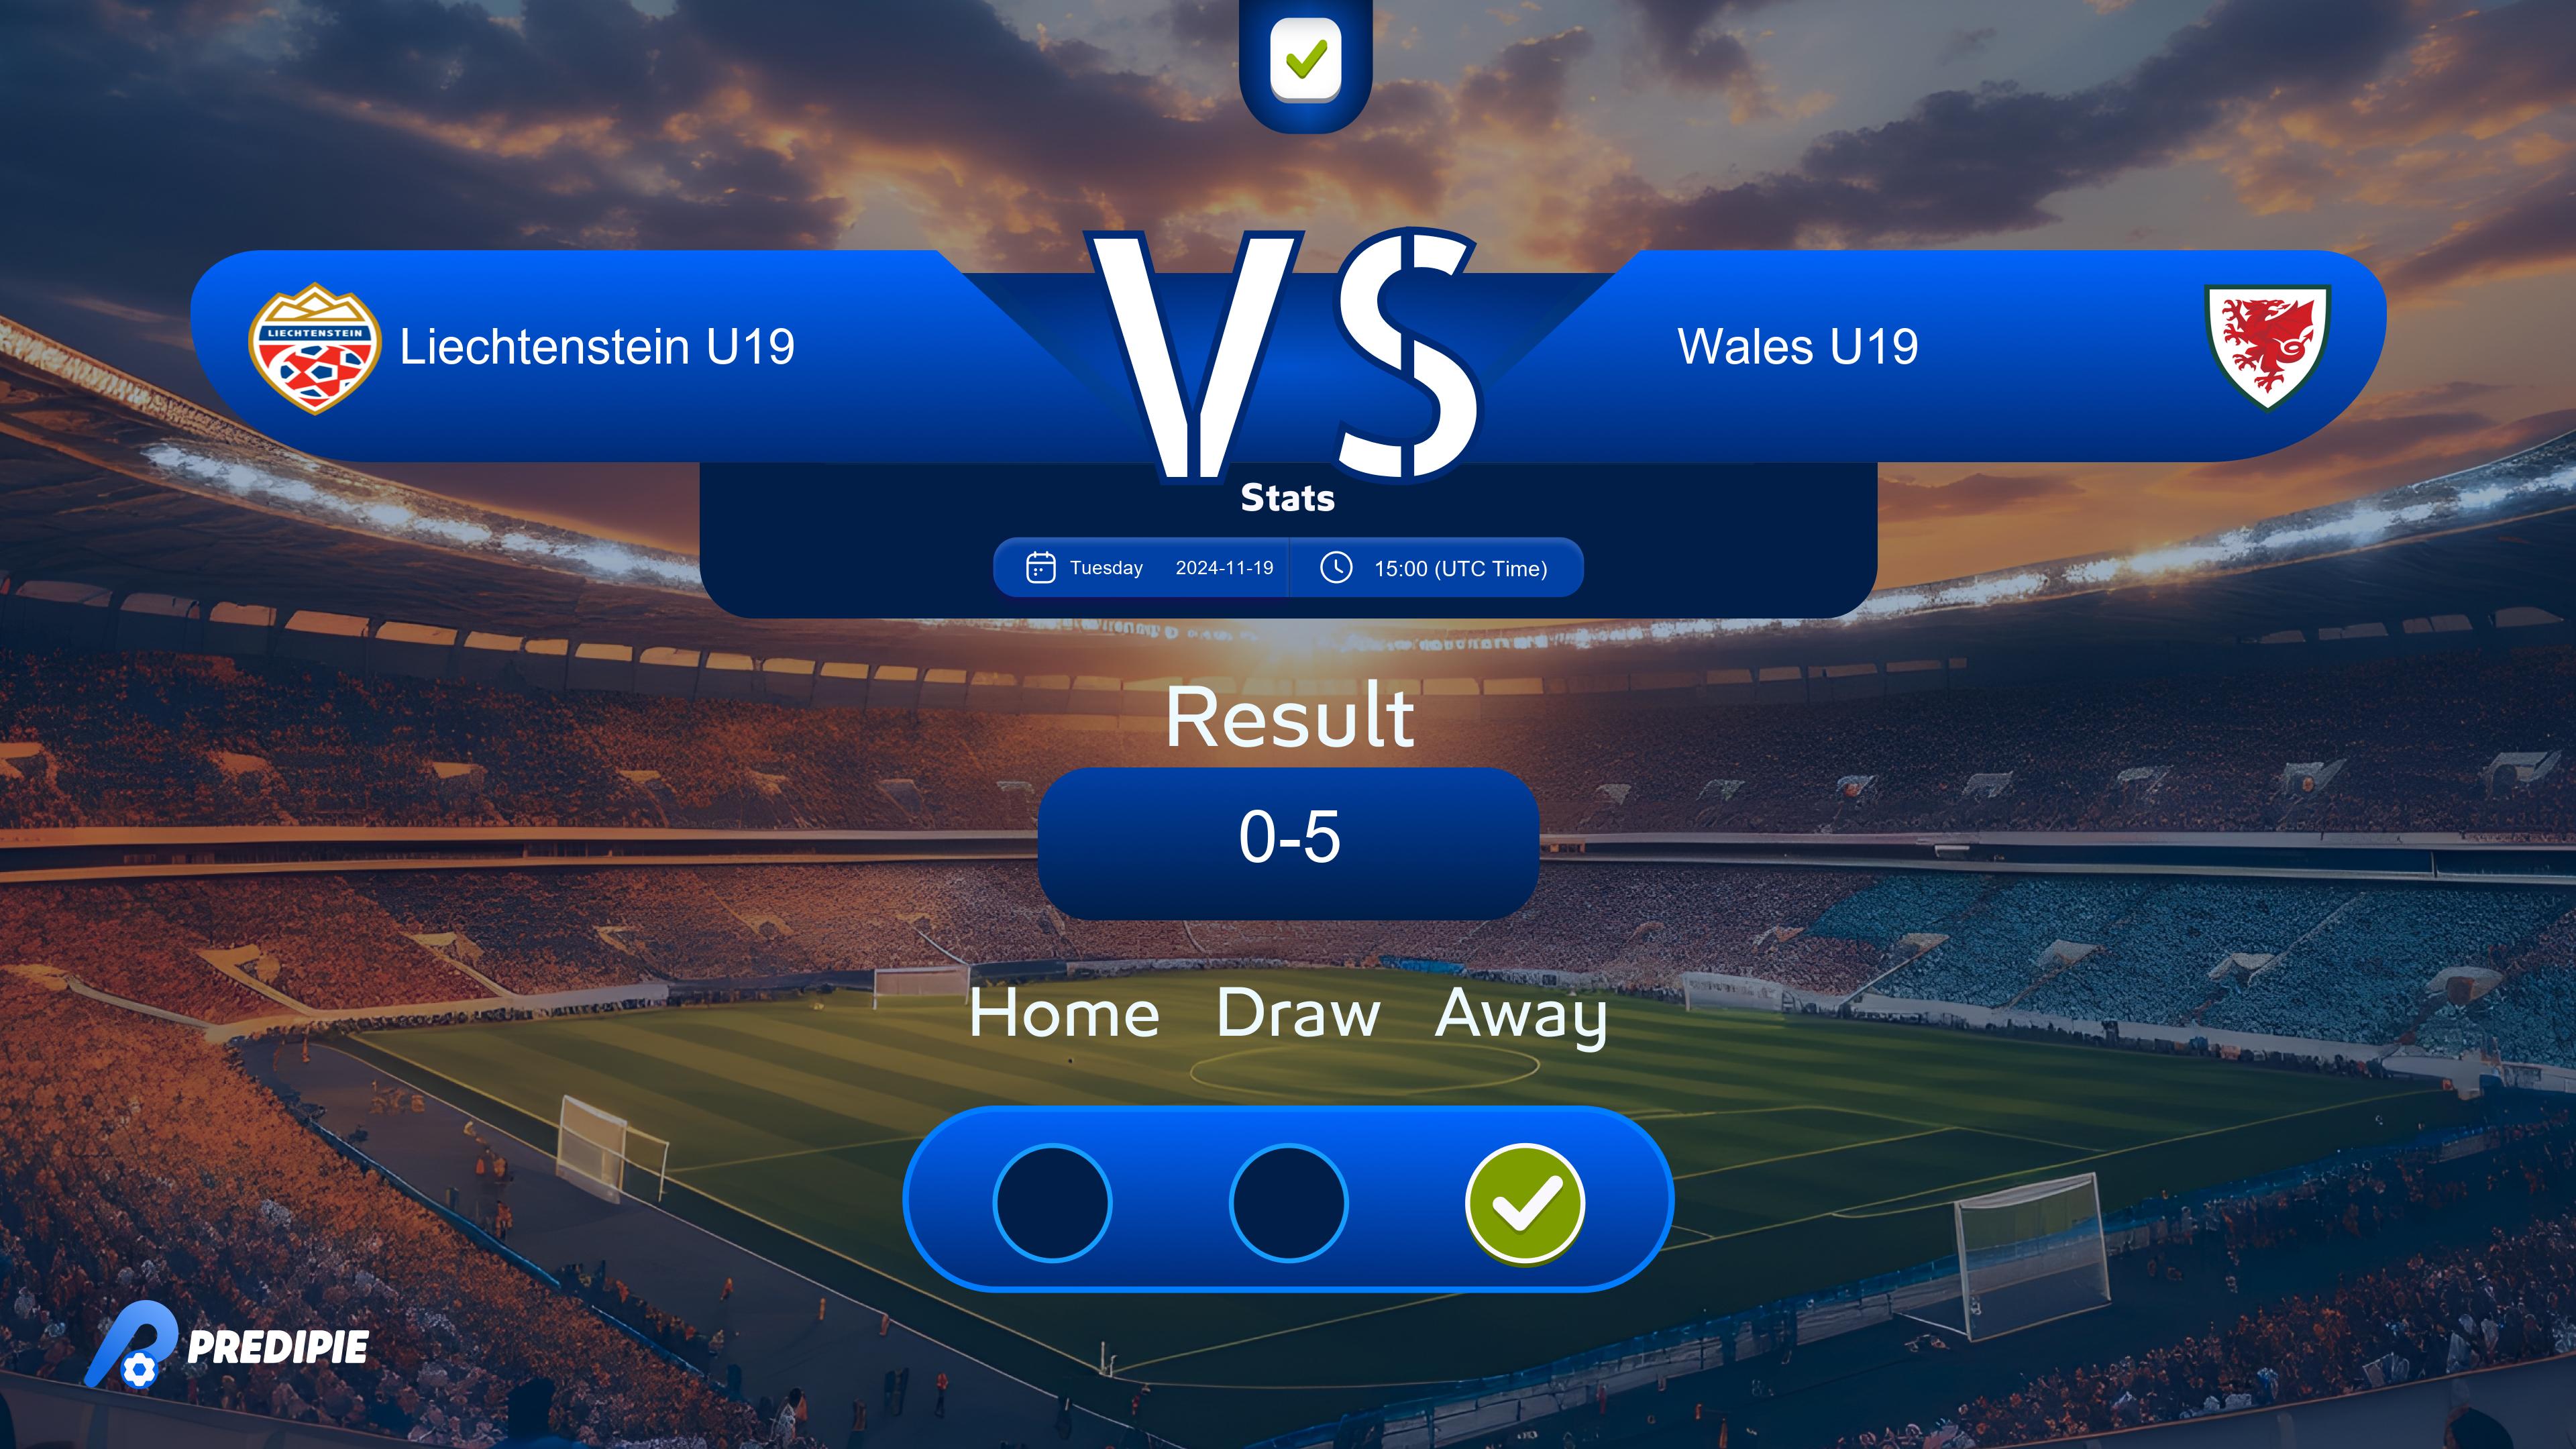 VS
LIECHTENSTEIN
Liechtenstein U19
Wales U19
Stats
Tuesday 2024-11-19 15:00 (UTC Time)
Result
0-5
Home Draw Away
PREDIPIE